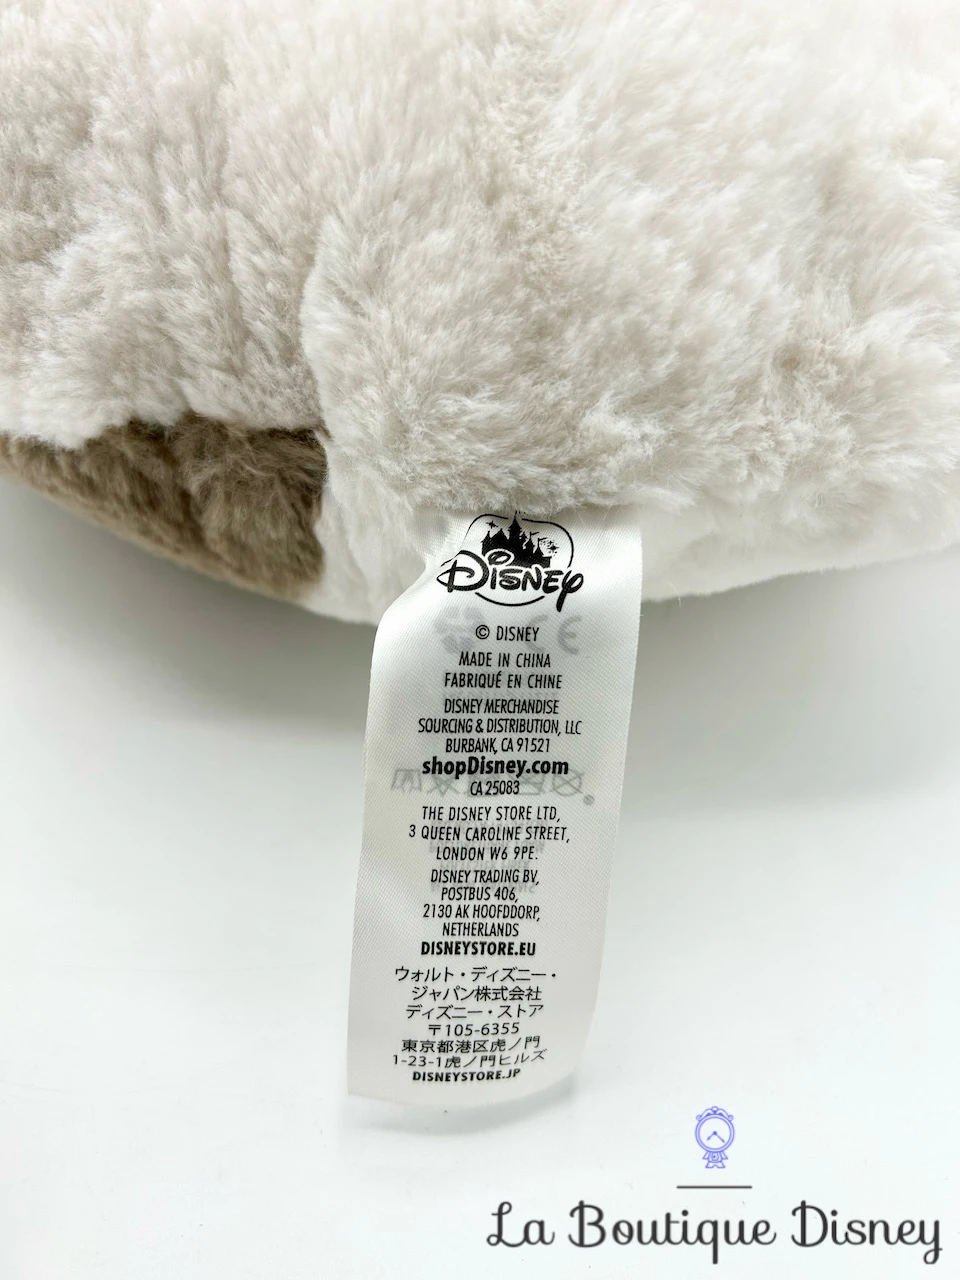 DISNEY
© DISNEY
MADE IN CHINA
FABRIQUÉ EN CHINE
DISNEY MERCHANDISE
SOURCING & DISTRIBUTION, LLC
BURBANK, CA 91521
shopDisney.com
CA 25083
THE DISNEY STORE LTD,
3 QUEEN CAROLINE STREET,
LONDON W6 9PE.
DISNEY TRADING BV,
POSTBUS 406,
2130 AK HOOFDDORP,
NETHERLANDS
DISNEYSTORE.EU
ウォルト・ディズニー・
ジャパン株式会社
ディズニー・ストア
〒105-6355
東京都港区虎ノ門
1-23-1虎ノ門ヒルズ
DISNEYSTORE.JP
La Boutique Disney